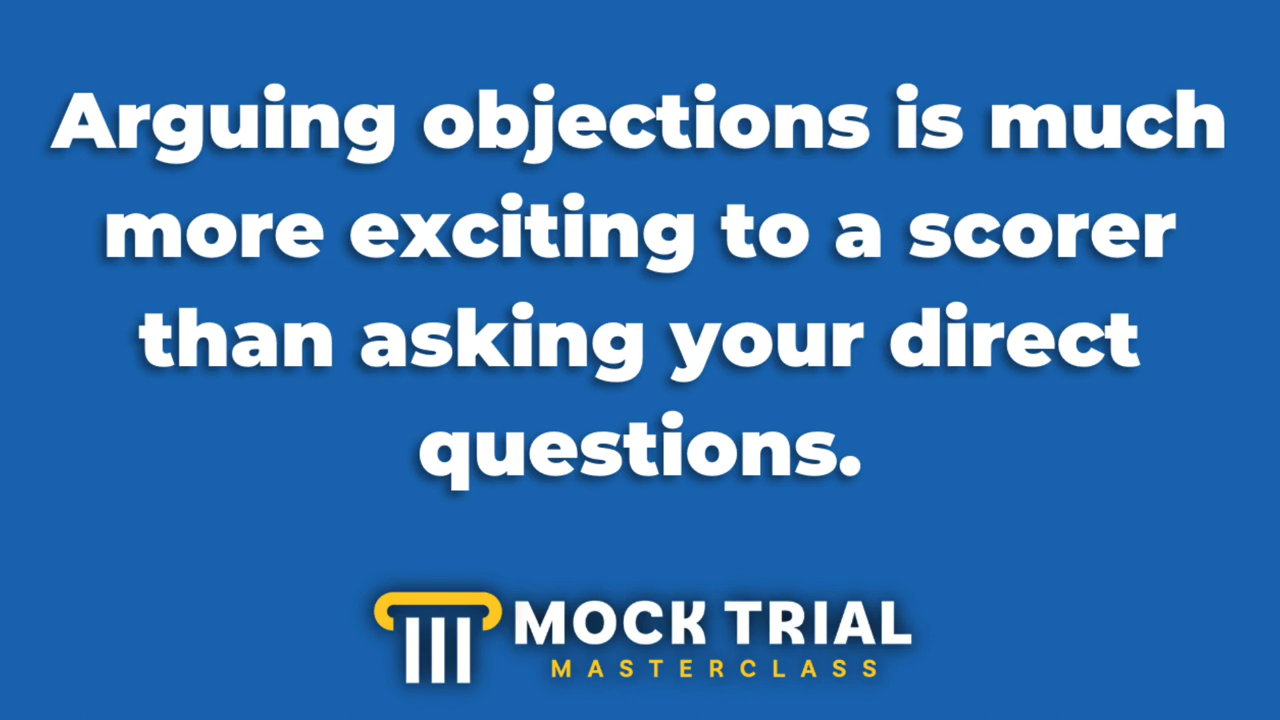 Arguing objections is much
more exciting to a scorer
than asking your direct
questions.
MOCK TRIAL
MASTERCLASS